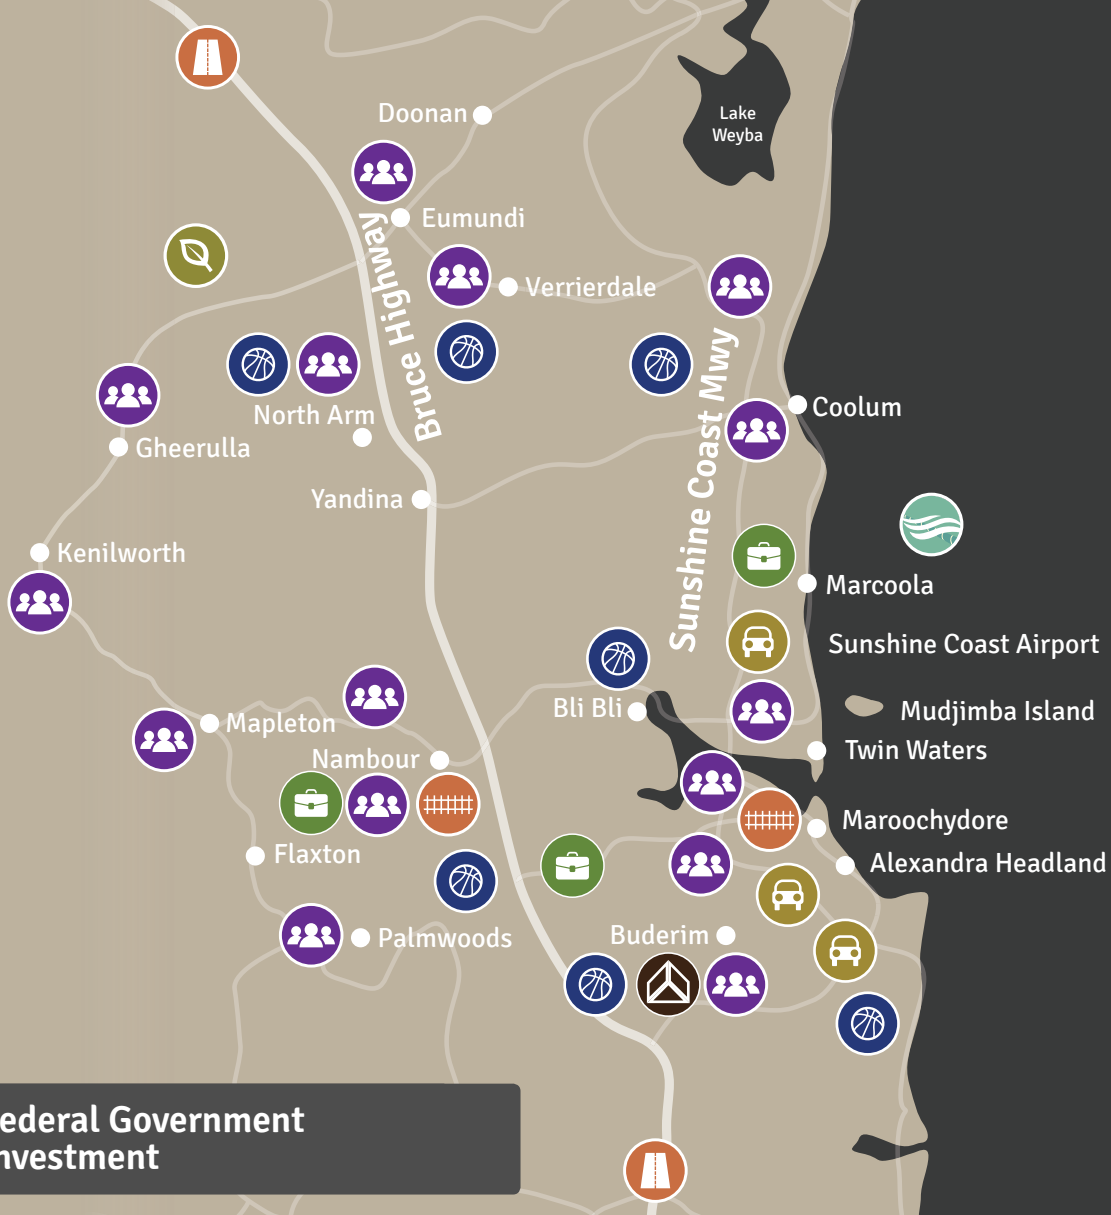 Lake
Weyba
Doonan
Eumundi
Bruce Highway
Verrierdale
North Arm
Gheerulla
Sunshine Coast Mwy
Coolum
Yandina
Kenilworth
Marcoola
Sunshine Coast Airport
Bli Bli
Mudjimba Island
Mapleton
Twin Waters
Nambour
Maroochydore
Flaxton
Alexandra Headland
Palmwoods
Buderim
ederal Government
nvestment